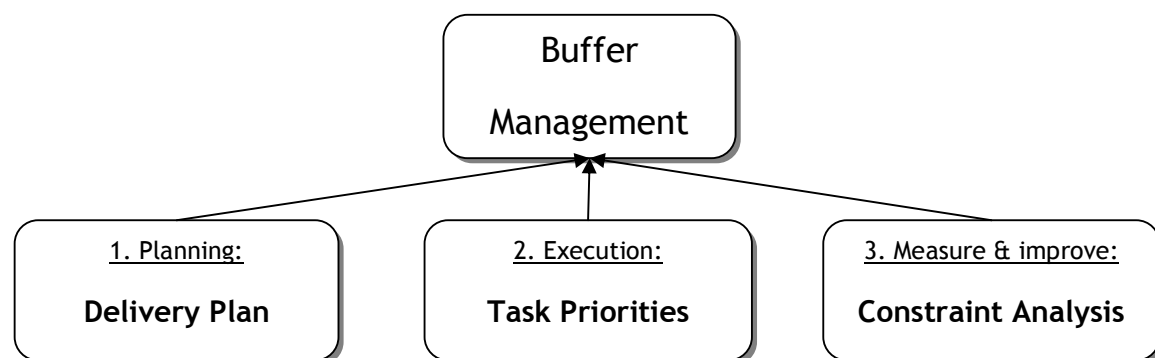 Buffer
Management
1. Planning:
Delivery Plan
2. Execution:
Task Priorities
3. Measure & improve:
Constraint Analysis